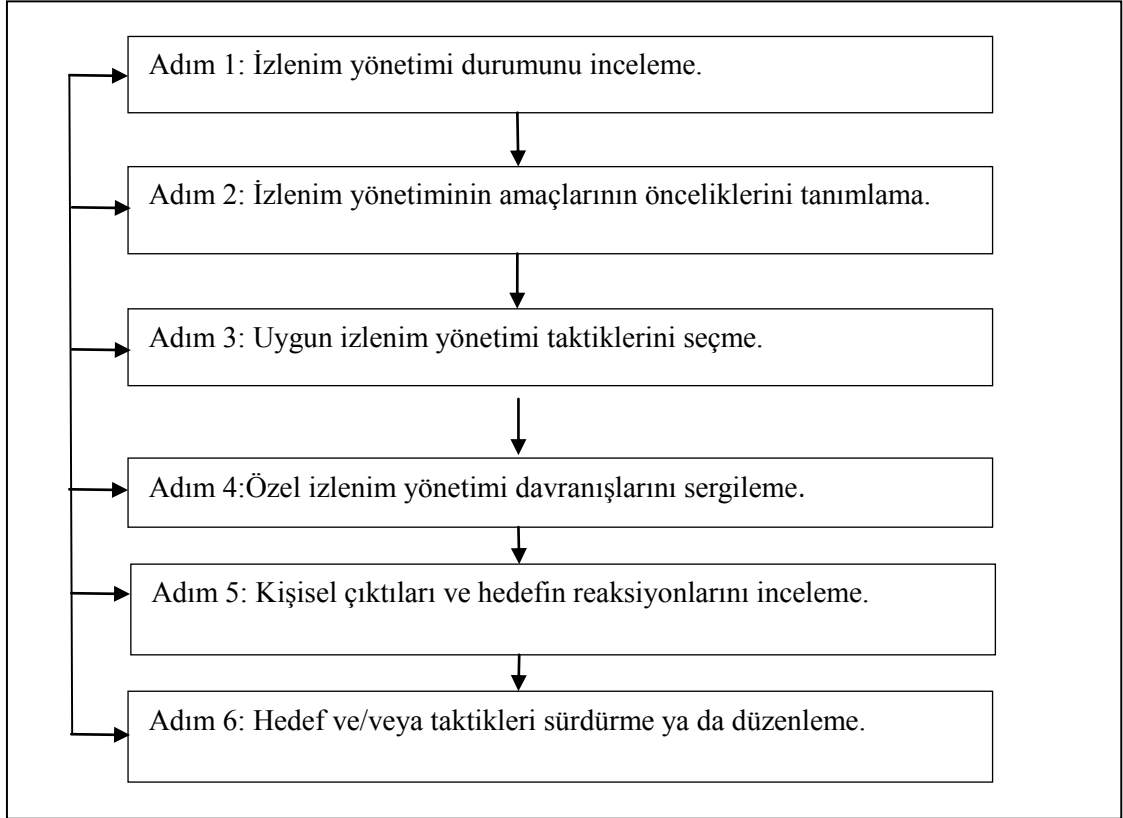 Adım 1: İzlenim yönetimi durumunu inceleme.
Adım 2: İzlenim yönetiminin amaçlarının önceliklerini tanımlama.
Adım 3: Uygun izlenim yönetimi taktiklerini seçme.
Adım 4:Özel izlenim yönetimi davranışlarını sergileme.
Adım 5: Kişisel çıktıları ve hedefin reaksiyonlarını inceleme.
Adım 6: Hedef ve/veya taktikleri sürdürme ya da düzenleme.